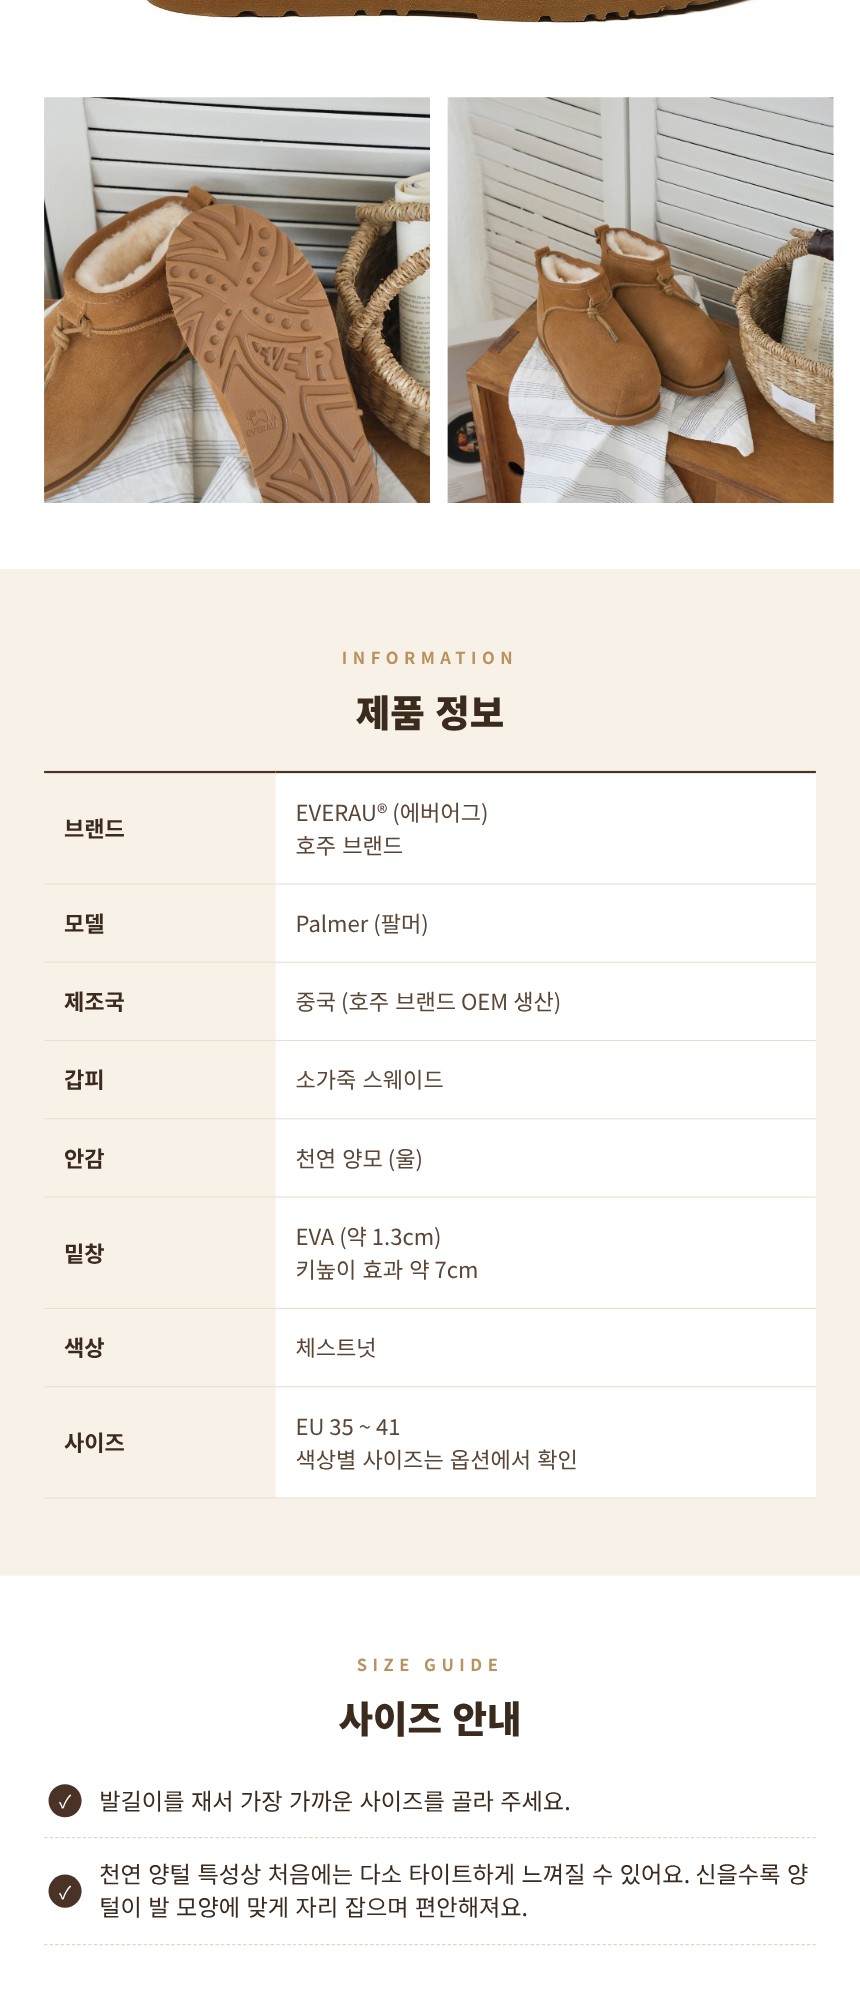 EVERAU
INFORMATION
제품 정보
브랜드
EVERAU® (에버어그)
호주 브랜드
모델
Palmer (팔머)
제조국
중국 (호주 브랜드 OEM 생산)
갑피
소가죽 스웨이드
안감
천연 양모 (울)
밑창
EVA (약 1.3cm)
키높이 효과 약 7cm
색상
체스트넛
사이즈
EU 35 ~ 41
색상별 사이즈는 옵션에서 확인
SIZE GUIDE
사이즈 안내
발길이를 재서 가장 가까운 사이즈를 골라 주세요.
천연 양털 특성상 처음에는 다소 타이트하게 느껴질 수 있어요. 신을수록 양
털이 발 모양에 맞게 자리 잡으며 편안해져요.